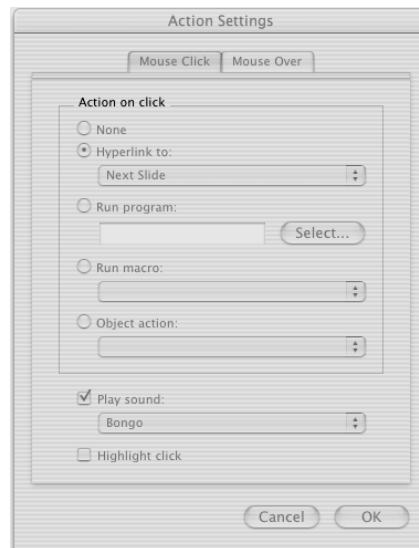 Action Settings
Mouse Click Mouse Over
Action on click
None
Hyperlink to:
Next Slide
Run program:
Select...
Run macro:
Object action:
Play sound:
Bongo
Highlight click
Cancel OK